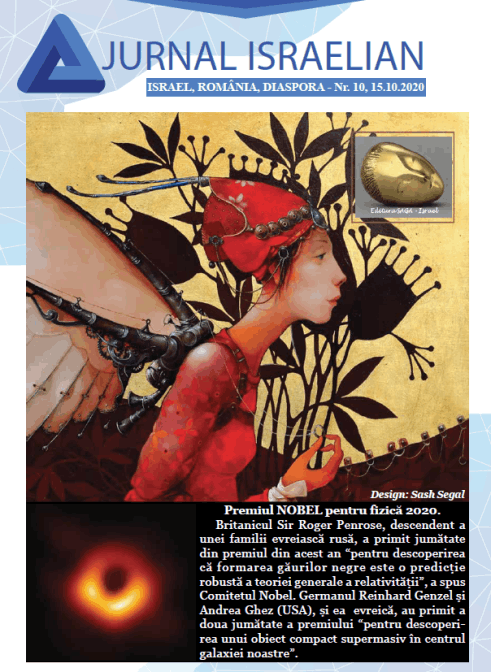 JURNAL ISRAELIAN
ISRAEL, ROMÂNIA, DIASPORA - Nr. 10, 15.10.2020
Editura SAGA - Israel
Design: Sash Segal
Premiul NOBEL pentru fizică 2020.
Britanicul Sir Roger Penrose, descendent a
unei familii evreiască rusă, a primit jumătate
din premiul din acest an “pentru descoperirea
că formarea găurilor negre este o predicție
robustă a teoriei generale a relativității”, a spus
Comitetul Nobel. Germanul Reinhard Genzel și
Andrea Ghez (USA), și ea evreică, au primit a
doua jumătate a premiului “pentru descoperi-
rea unui obiect compact supermasiv în centrul
galaxiei noastre”.